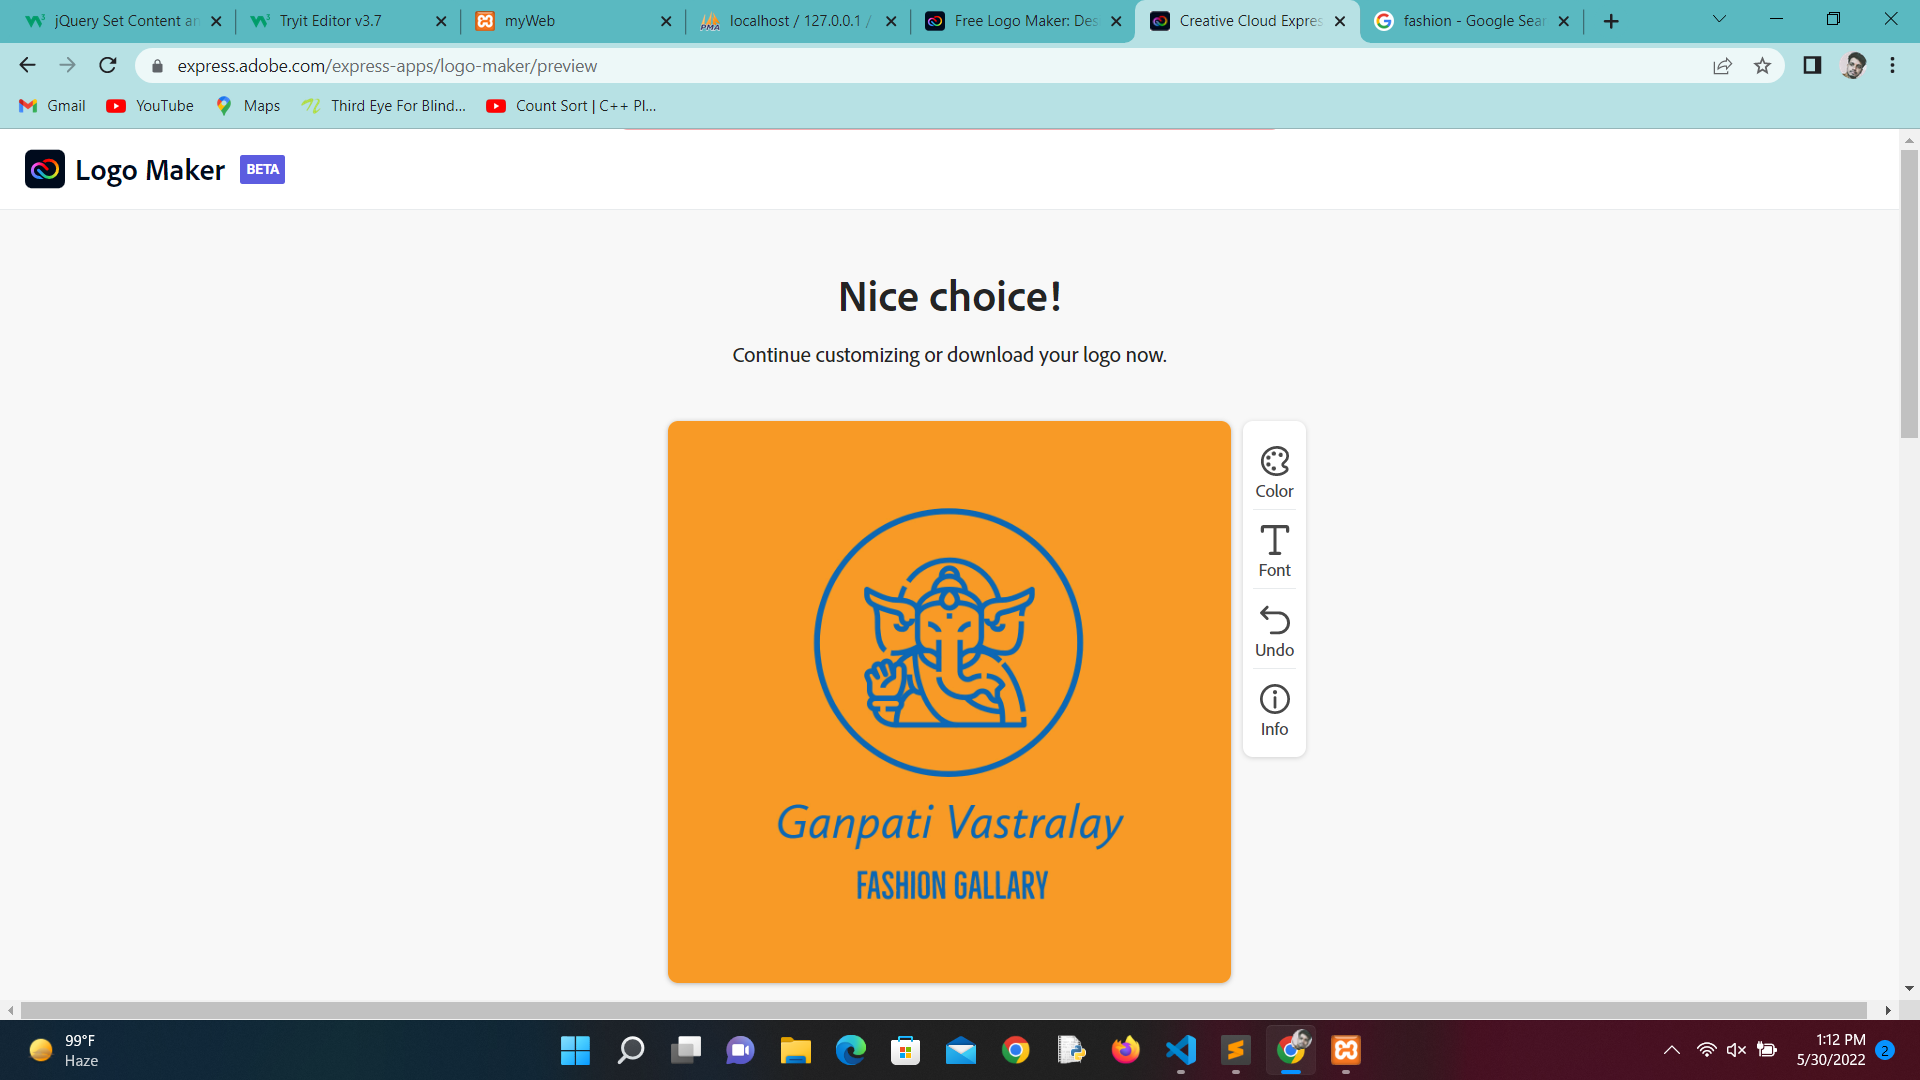 jQuery Set Content an
Tryit Editor v3.7
myWeb
localhost / 127.0.0.1 /
Free Logo Maker: Des
Creative Cloud Expres
fashion - Google Sear
express.adobe.com/express-apps/logo-maker/preview
Gmail
YouTube
Maps
Third Eye For Blind...
Count Sort | C++ Pl...
Logo Maker BETA
Nice choice!
Continue customizing or download your logo now.
Color
Font
Undo
Info
Ganpati Vastralay
FASHION GALLARY
99°F
Haze
1:12 PM
5/30/2022
2